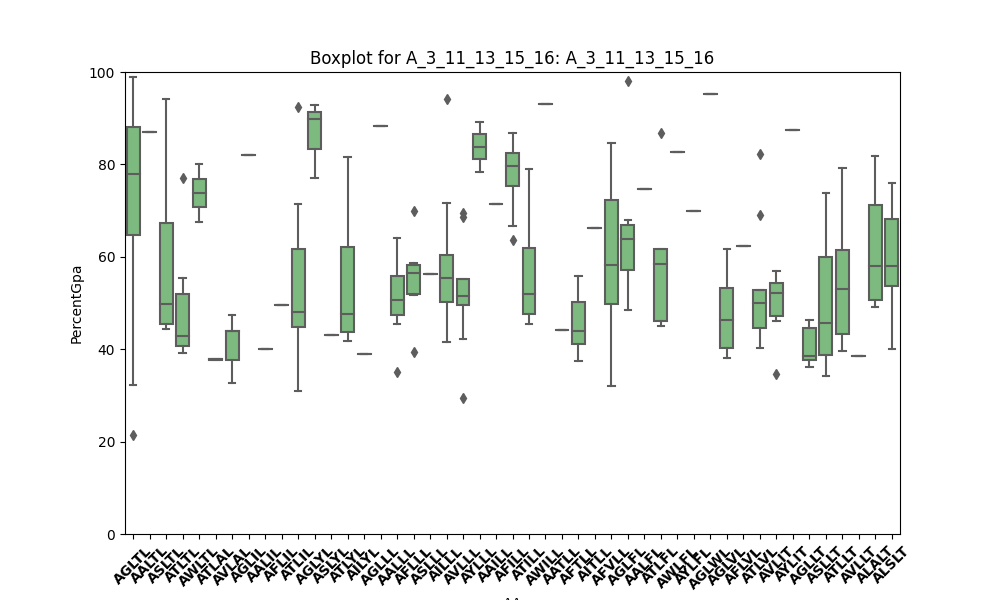 Boxplot for A_3_11_13_15_16: A_3_11_13_15_16
100
80
60
40
20
0
PercentGpa
AGLTL AALTL ASLTL ATLTL AWLTL ATLAL AVLAL AGLIL AALIL AFLIL ATLIL AGLYL ASLYL ATLYL AILYL AGLLL AALLL AFLLL ASLLL AILLL AVLLL AYLLL AAILL AFILL ATILL AWILL AATLL AFTLL AITLL AFVLL AGLFL AALFL ATLFL AWLFL AYLFL AGLWL AGLVL AFLVL ATLVL AVLIT AYLIT AGLLT ASLLT ATLLT AVLLT ALALT ALSLT